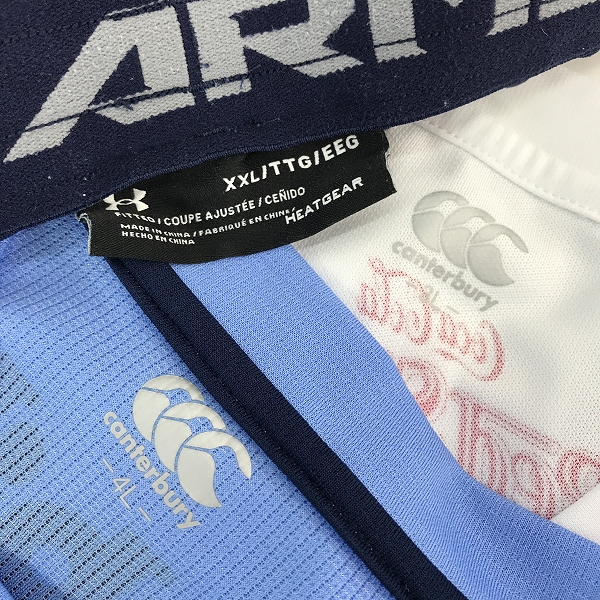 ARM
XXL/TTG/EEG
FITTED / COUPE AJUSTÉE / CEÑIDO
MADE IN CHINA / FABRIQUÉ EN CHINE/
HECHO EN CHINA
HEATGEAR
canterbury
Coca-Cola
Red
canterbury
– 4L –